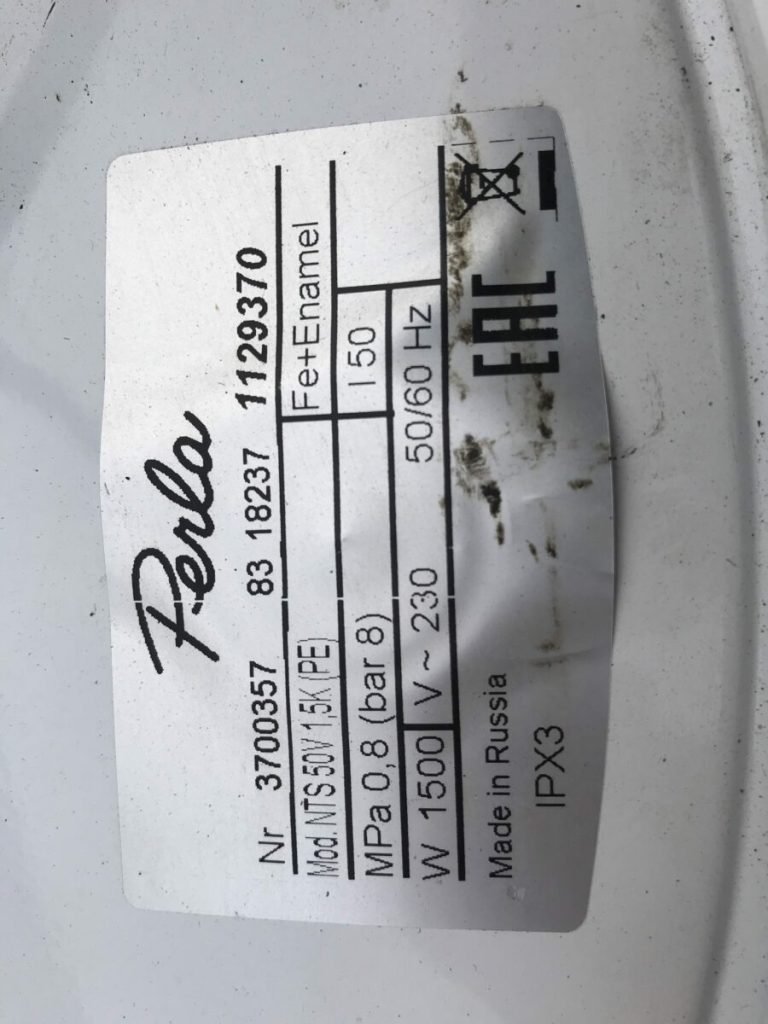 Perla
Nr 3700357 83 18237 1129370
Mod. NTS 50V 1,5K (PE) Fe+Enamel
MPa 0,8 (bar 8) l 50
W 1500 V ~ 230 50/60 Hz
Made in Russia
IPX3
EAC